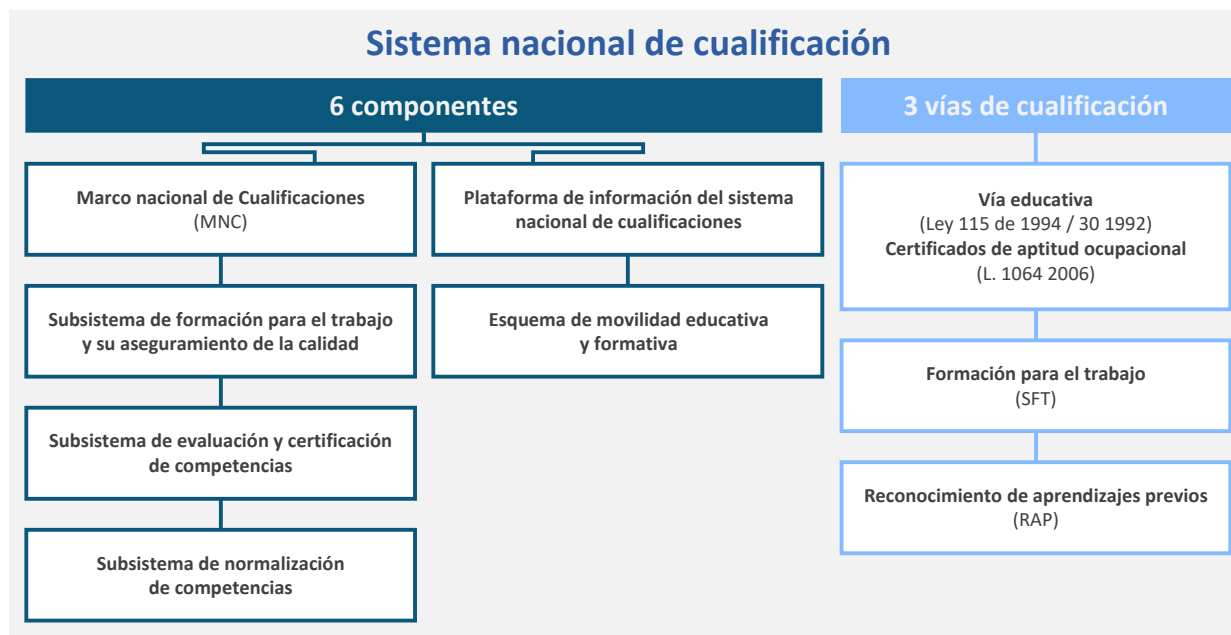 Sistema nacional de cualificación
6 componentes
Marco nacional de Cualificaciones
(MNC)
Subsistema de formación para el trabajo
y su aseguramiento de la calidad
Subsistema de evaluación y certificación
de competencias
Subsistema de normalización
de competencias
Plataforma de información del sistema
nacional de cualificaciones
Esquema de movilidad educativa
y formativa
3 vías de cualificación
Vía educativa
(Ley 115 de 1994 / 30 1992)
Certificados de aptitud ocupacional
(L. 1064 2006)
Formación para el trabajo
(SFT)
Reconocimiento de aprendizajes previos
(RAP)